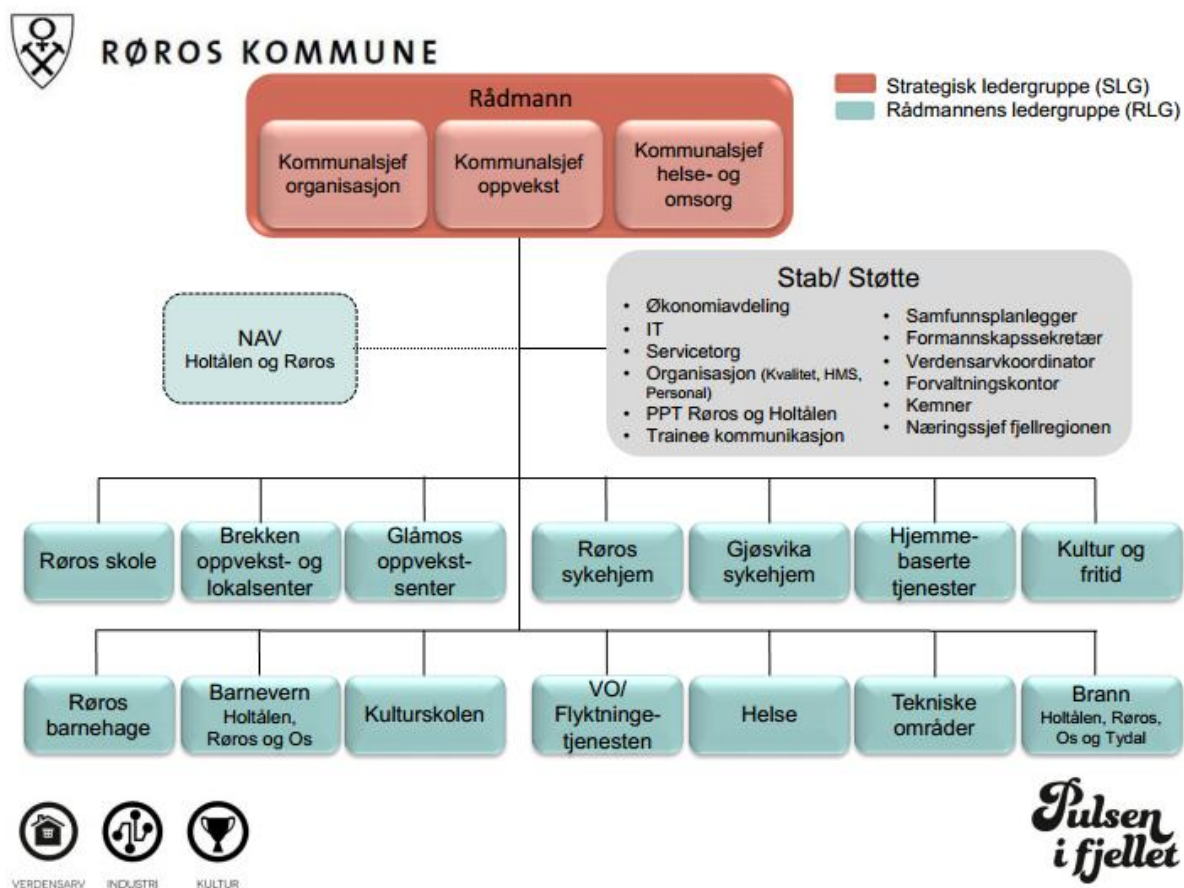 RØROS KOMMUNE
Strategisk ledergruppe (SLG)
Rådmannens ledergruppe (RLG)
Rådmann
Kommunalsjef
organisasjon
Kommunalsjef
oppvekst
Kommunalsjef
helse- og
omsorg
NAV
Holtålen og Røros
Stab/ Støtte
• Økonomiavdeling
• IT
• Servicetorg
• Organisasjon (Kvalitet, HMS,
Personal)
• PPT Røros og Holtålen
• Trainee kommunikasjon
• Samfunnsplanlegger
• Formannskapssekretær
• Verdensarvkoordinator
• Forvaltningskontor
• Kemner
• Næringssjef fjellregionen
Røros skole
Brekken
oppvekst- og
lokalsenter
Glåmos
oppvekst-
senter
Røros
sykehjem
Gjøsvika
sykehjem
Hjemme-
baserte
tjenester
Kultur og
fritid
Røros
barnehage
Barnevern
Holtålen,
Røros og Os
Kulturskolen
VO/
Flyktninge-
tjenesten
Helse
Tekniske
områder
Brann
Holtålen, Røros,
Os og Tydal
VERDENSARV
INDUSTRI
KULTUR
Pulsen
i fjellet